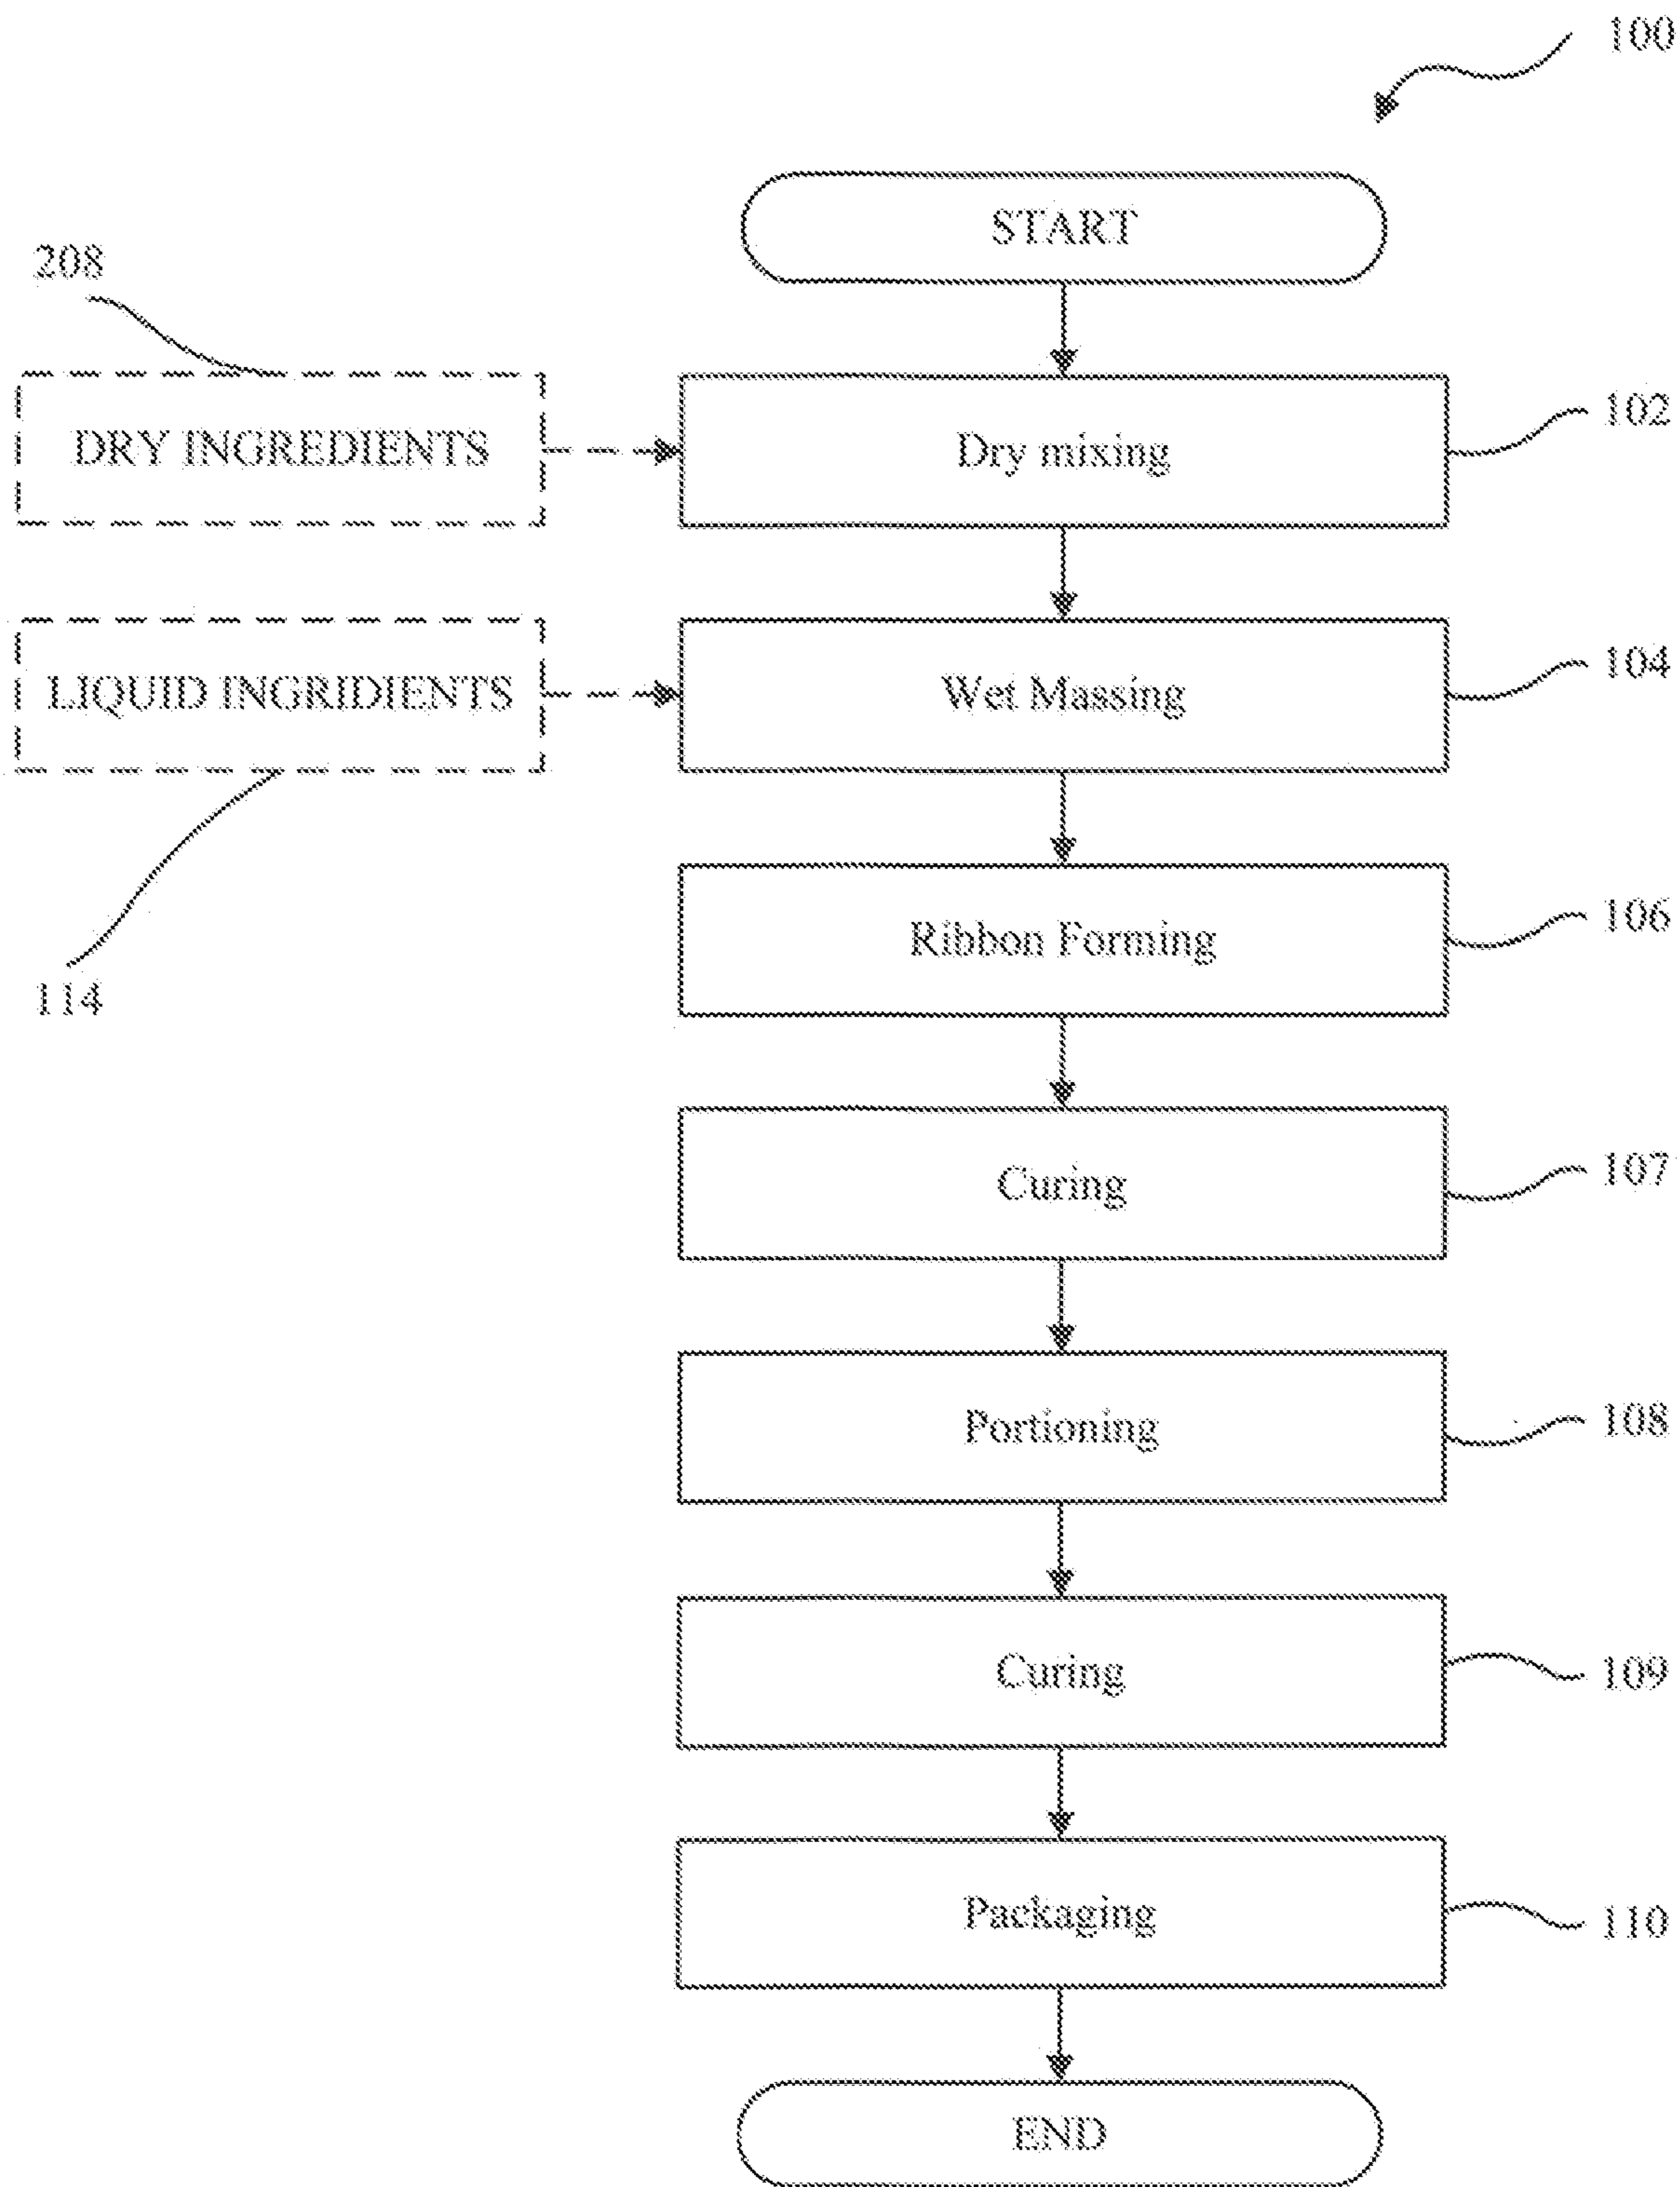 100
START
208
DRY INGREDIENTS
Dry mixing
102
LIQUID INGRIDIENTS
Wet Massing
104
Ribbon Forming
106
114
Curing
107
Portioning
108
Curing
109
Packaging
110
END